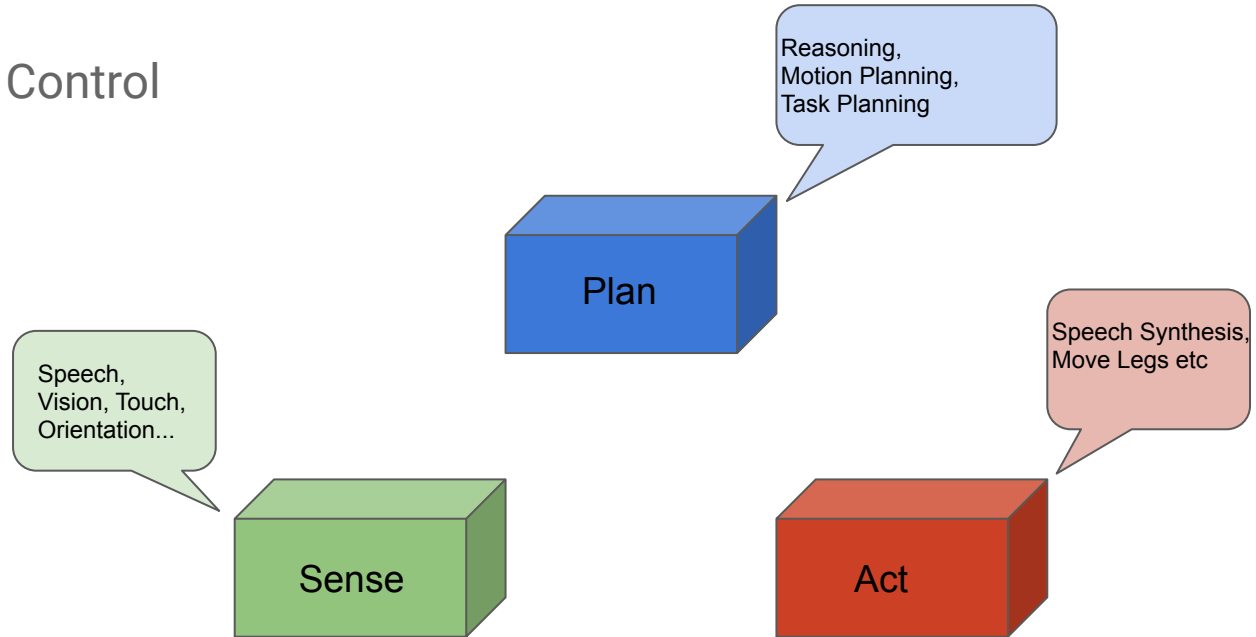 Control
Reasoning,
Motion Planning,
Task Planning
Plan
Speech Synthesis,
Move Legs etc
Speech,
Vision, Touch,
Orientation...
Sense
Act